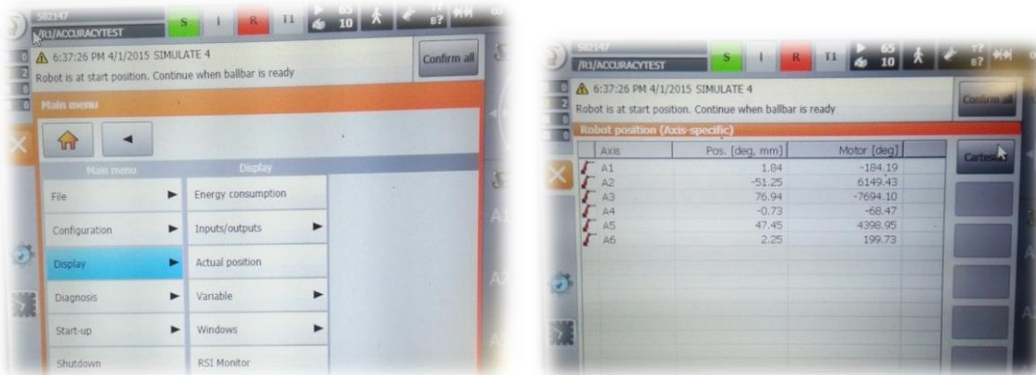 502147
/R1/ACCURACYTEST
S I R T1 65 10
6:37:26 PM 4/1/2015 SIMULATE 4
Robot is at start position. Continue when ballbar is ready
Confirm all
Main menu
Main menu Display
File Energy consumption
Configuration Inputs/outputs
Display Actual position
Diagnosis Variable
Start-up Windows
Shutdown RSI Monitor
/R1/ACCURACYTEST
S I R T1 65 10
6:37:26 PM 4/1/2015 SIMULATE 4
Robot is at start position. Continue when ballbar is ready
Confirm all
Robot position (Axis-specific)
Axis Pos. [deg, mm] Motor [deg]
A1 1.84 -184.19
A2 -51.25 6149.43
A3 76.94 -7694.10
A4 -0.73 -68.47
A5 47.45 4398.95
A6 2.25 199.73